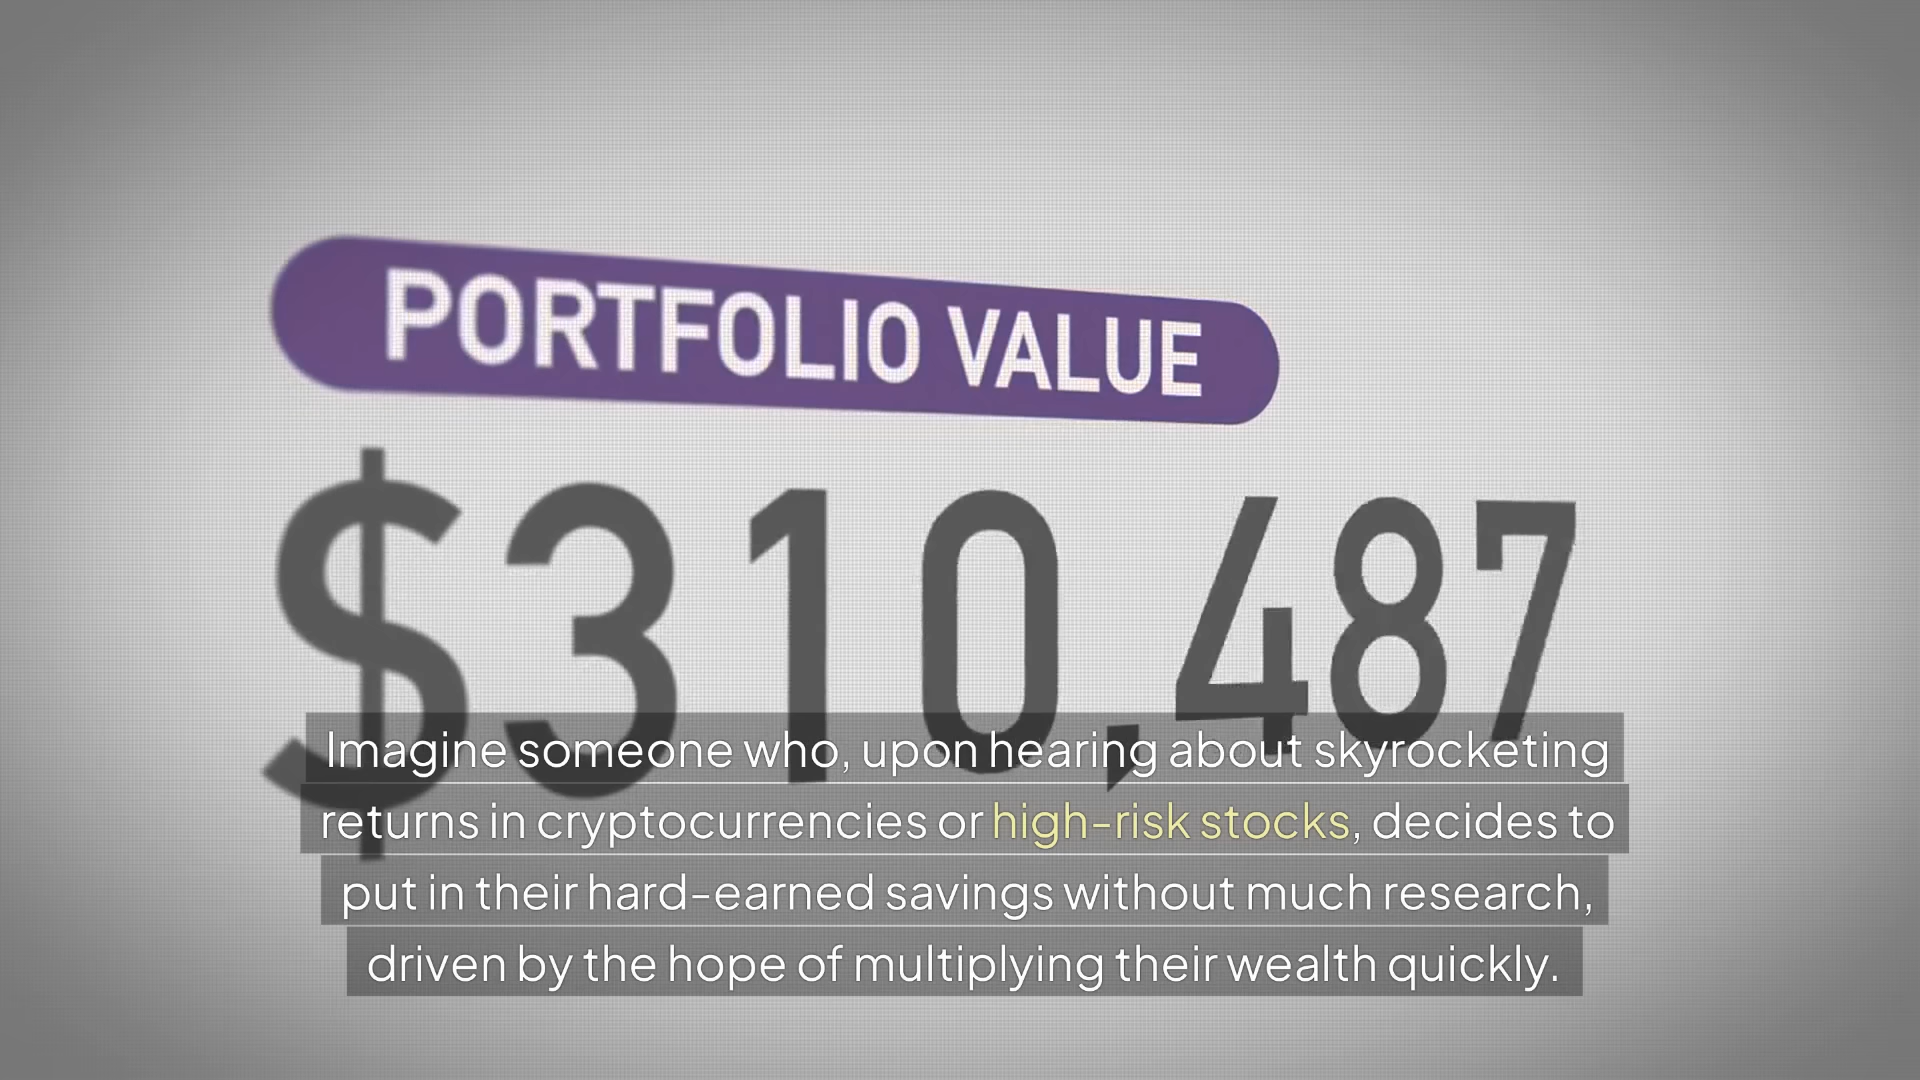 PORTFOLIO VALUE
$310,487
Imagine someone who, upon hearing about skyrocketing
returns in cryptocurrencies or high-risk stocks, decides to
put in their hard-earned savings without much research,
driven by the hope of multiplying their wealth quickly.